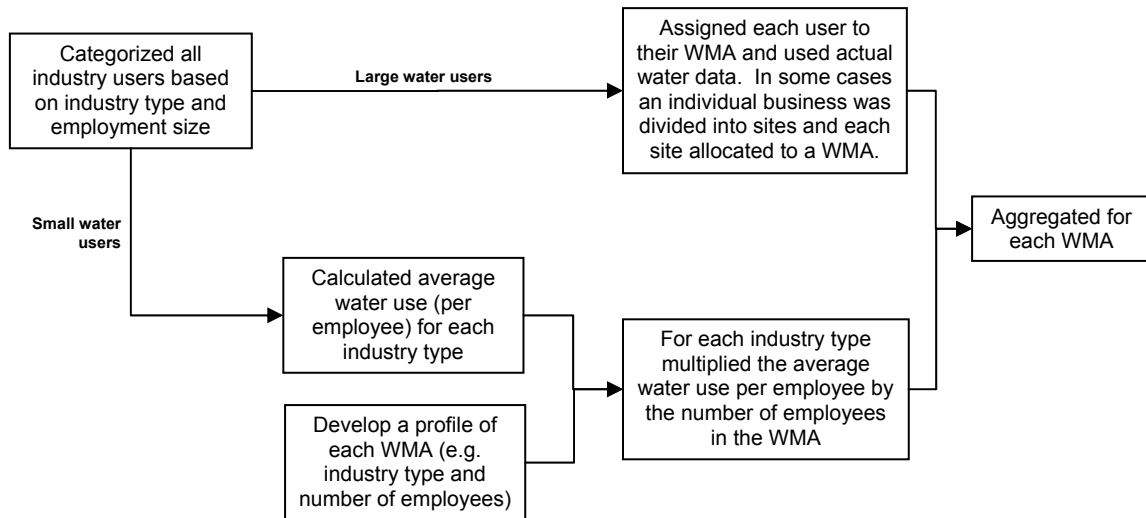 Categorized all
industry users based
on industry type and
employment size
Large water users
Assigned each user to
their WMA and used actual
water data.  In some cases
an individual business was
divided into sites and each
site allocated to a WMA.
Small water
users
Aggregated for
each WMA
Calculated average
water use (per
employee) for each
industry type
For each industry type
multiplied the average
water use per employee by
the number of employees
in the WMA
Develop a profile of
each WMA (e.g.
industry type and
number of employees)